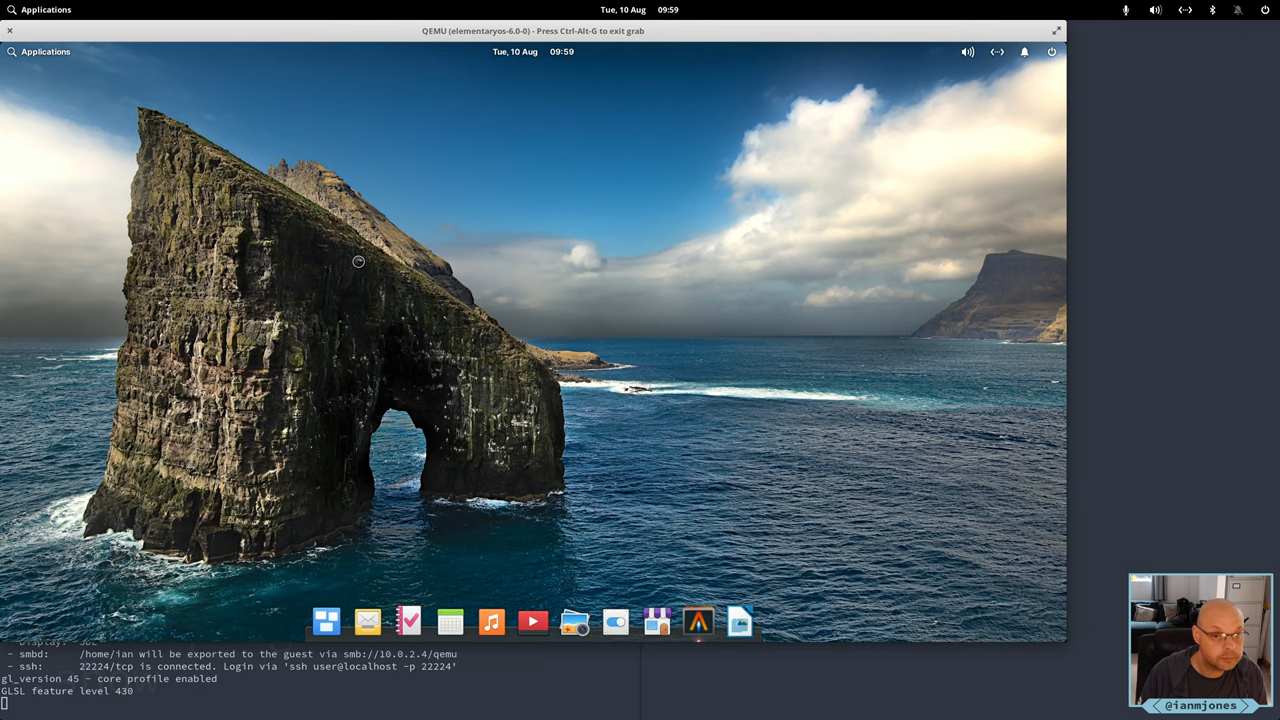 Applications
Tue, 10 Aug 09:59
QEMU (elementaryos-6.0-0) - Press Ctrl-Alt-G to exit grab
Applications
Tue, 10 Aug 09:59
- smbd: /home/ian will be exported to the guest via smb://10.0.2.4/qemu
- ssh: 22224/tcp is connected. Login via 'ssh user@localhost -p 22224'
gl_version 45 - core profile enabled
GLSL feature level 430
@ianmjones